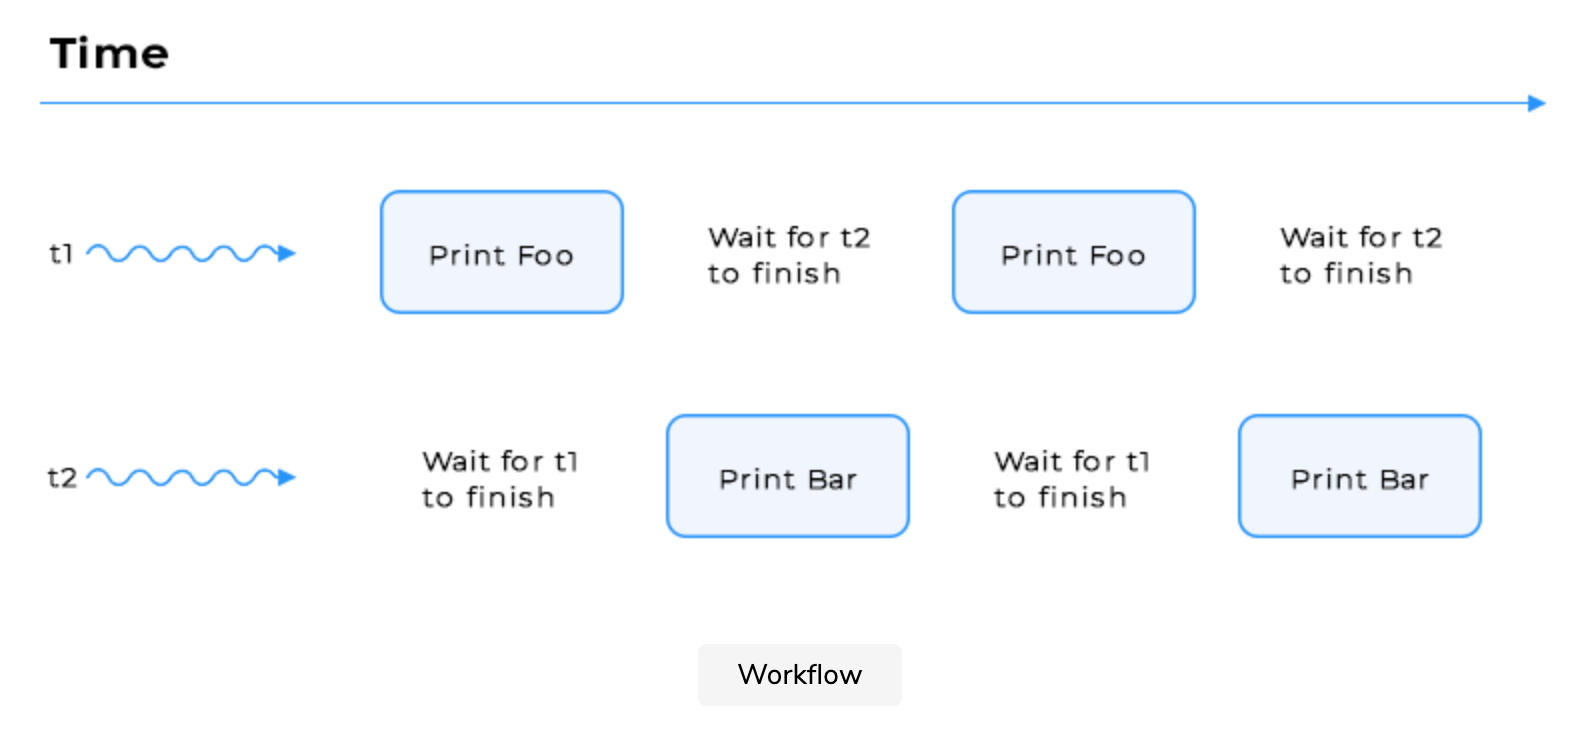 Time
t1
Print Foo
Wait for t2
to finish
Print Foo
Wait for t2
to finish
t2
Wait for t1
to finish
Print Bar
Wait for t1
to finish
Print Bar
Workflow